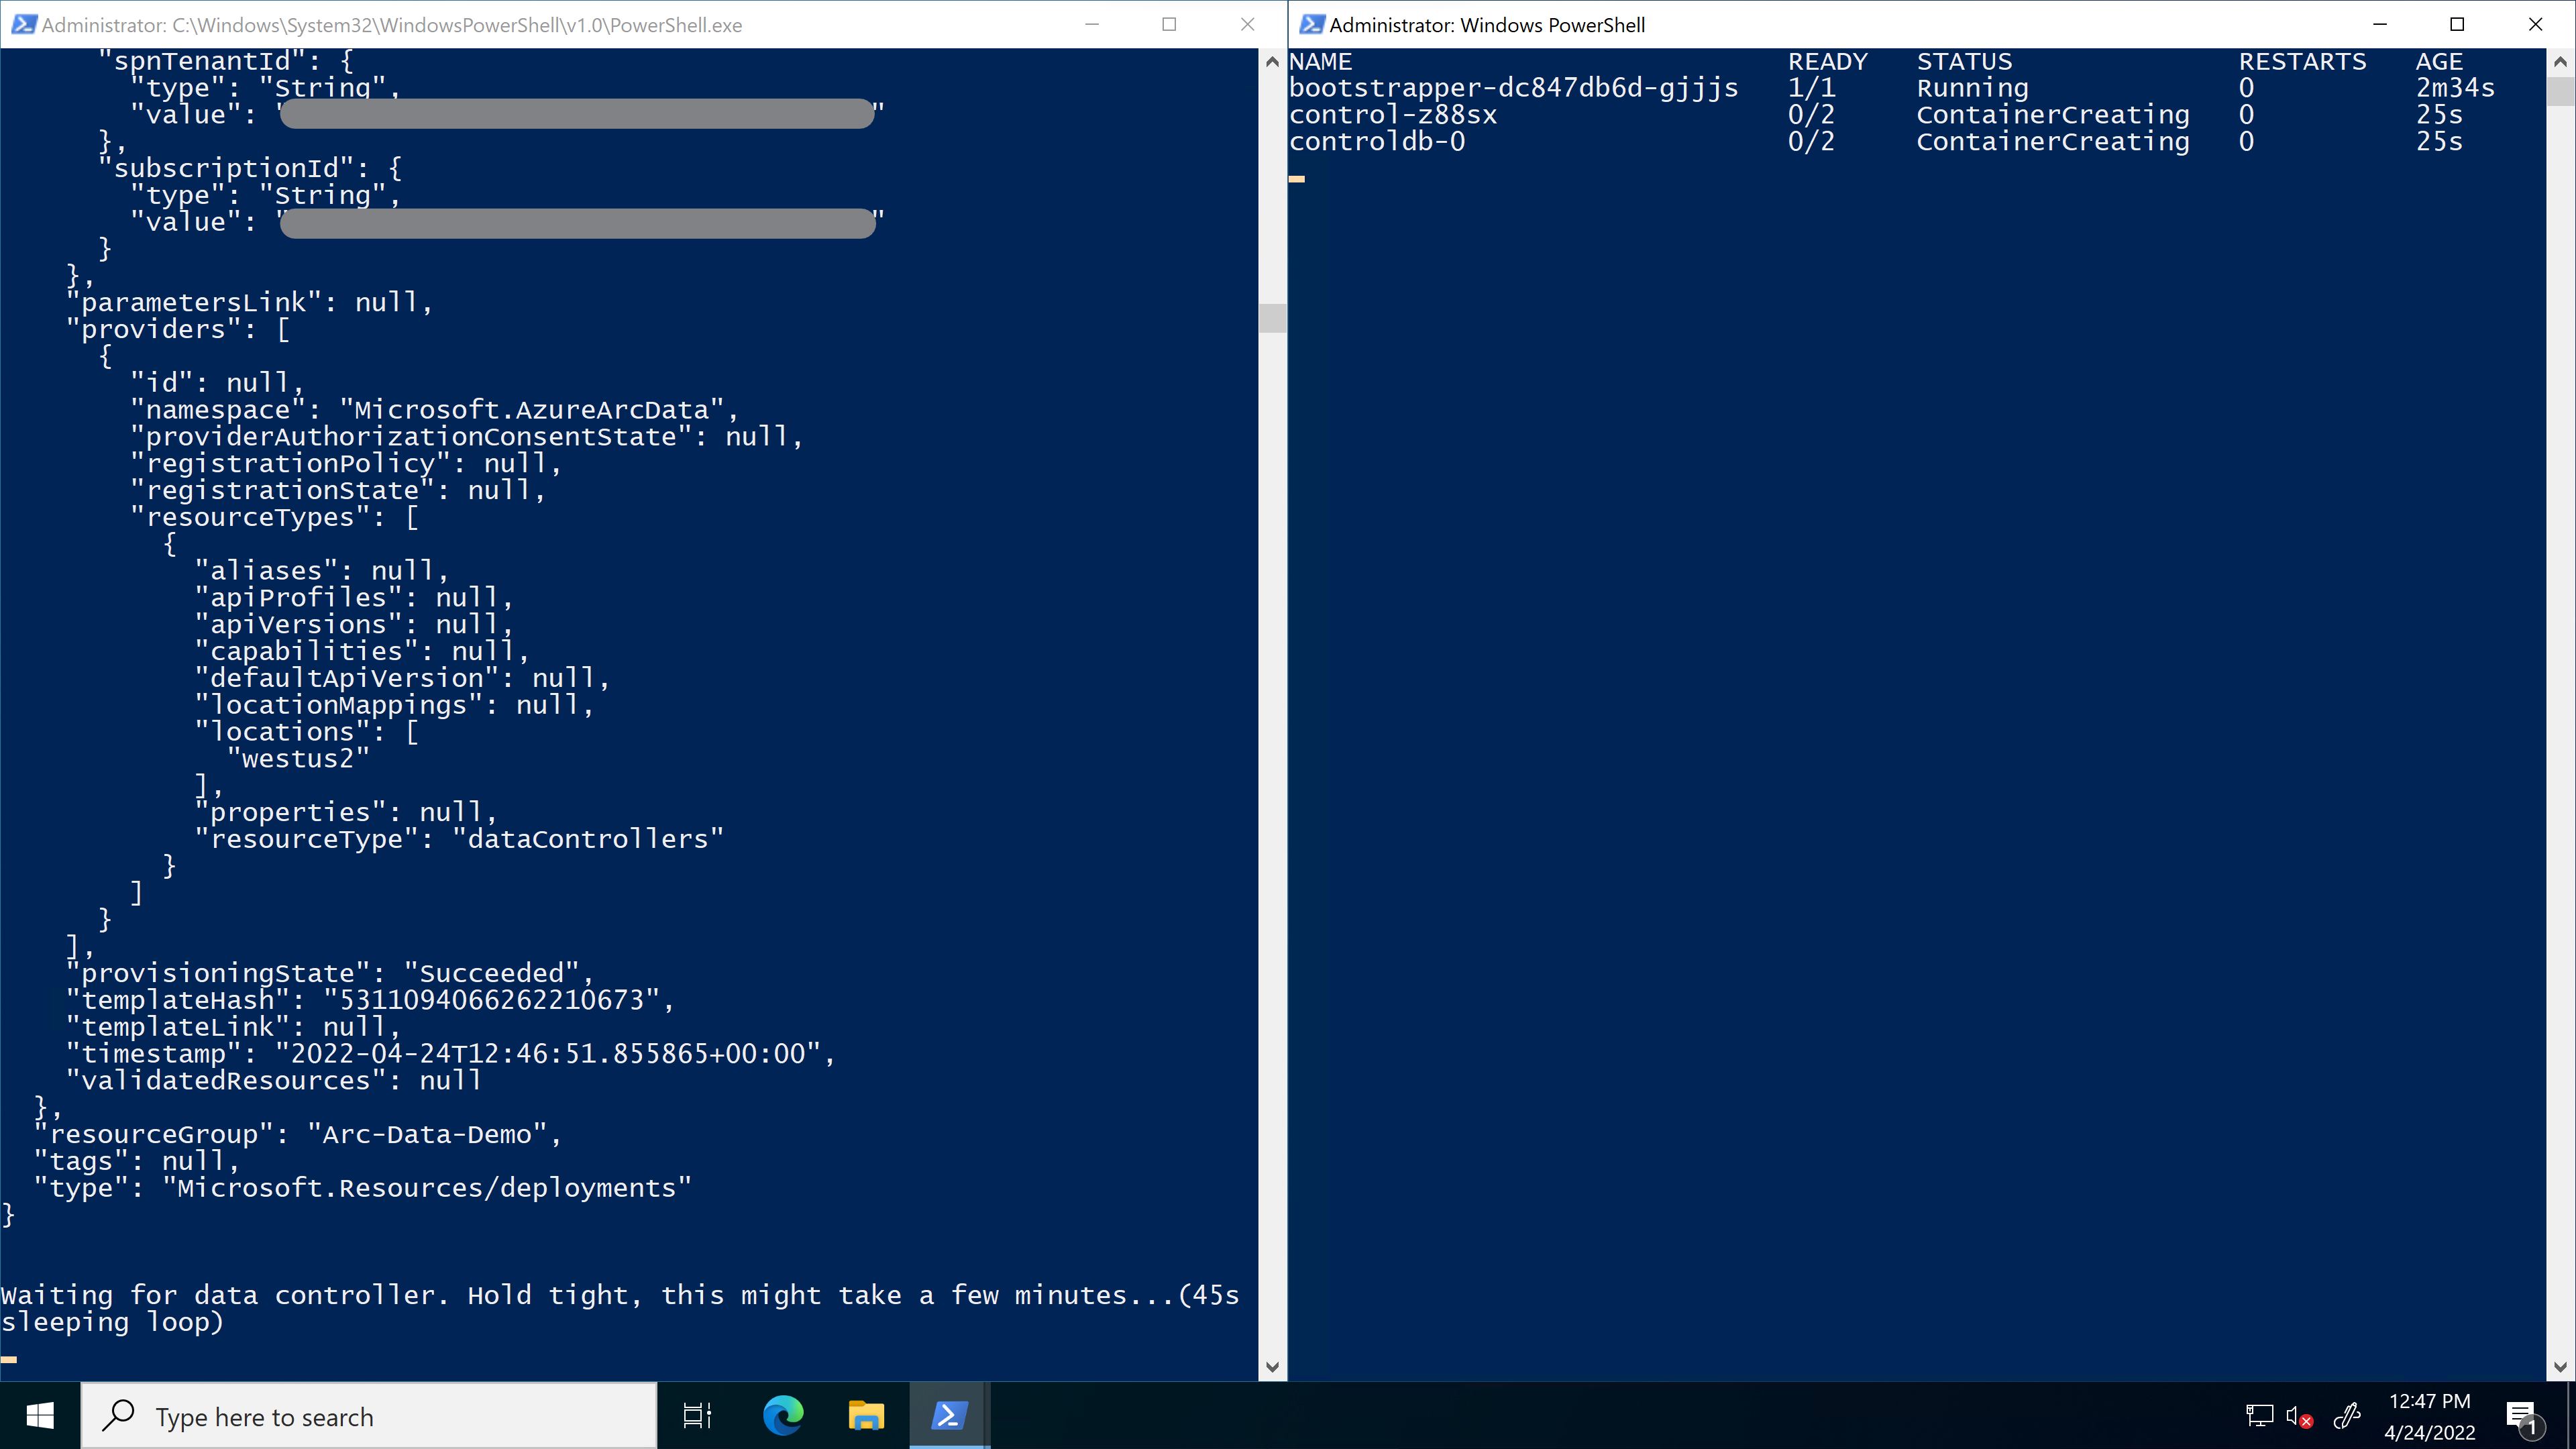 Administrator: C:\Windows\System32\WindowsPowerShell\v1.0\PowerShell.exe
"spnTenantId": {
"type": "String",
"value": " "
},
"subscriptionId": {
"type": "String",
"value": " "
}
},
"parametersLink": null,
"providers": [
{
"id": null,
"namespace": "Microsoft.AzureArcData",
"providerAuthorizationConsentState": null,
"registrationPolicy": null,
"registrationState": null,
"resourceTypes": [
{
"aliases": null,
"apiProfiles": null,
"apiVersions": null,
"capabilities": null,
"defaultApiVersion": null,
"locationMappings": null,
"locations": [
"westus2"
],
"properties": null,
"resourceType": "dataControllers"
}
]
}
],
"provisioningState": "Succeeded",
"templateHash": "5311094066262210673",
"templateLink": null,
"timestamp": "2022-04-24T12:46:51.855865+00:00",
"validatedResources": null
},
"resourceGroup": "Arc-Data-Demo",
"tags": null,
"type": "Microsoft.Resources/deployments"
}
Waiting for data controller. Hold tight, this might take a few minutes...(45s
sleeping loop)
Administrator: Windows PowerShell
NAME READY STATUS RESTARTS AGE
bootstrapper-dc847db6d-gjjjs 1/1 Running 0 2m34s
control-z88sx 0/2 ContainerCreating 0 25s
controldb-0 0/2 ContainerCreating 0 25s
Type here to search
12:47 PM
4/24/2022
1